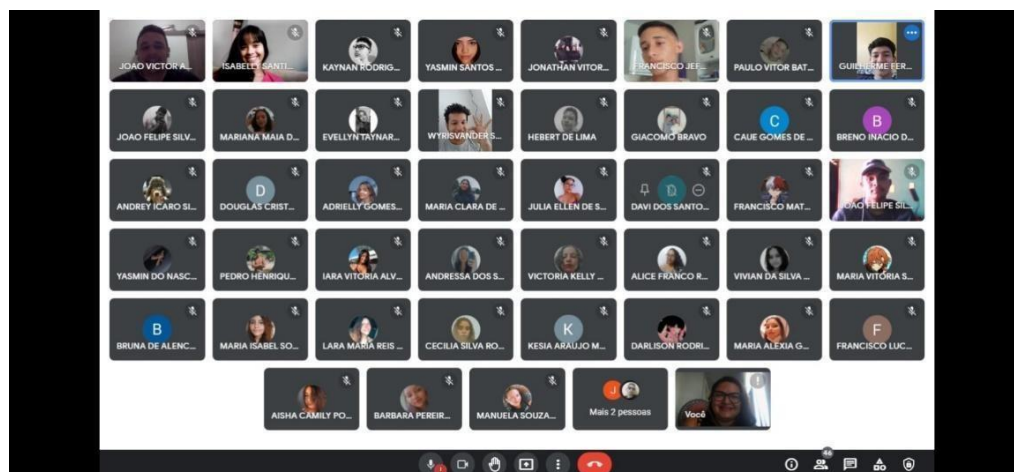 JOAO VICTOR A...
ISABELLY SANTI...
KAYNAN RODRIG...
YASMIN SANTOS ...
JONATHAN VITOR...
FRANCISCO JEF...
PAULO VITOR BAT...
GUILHERME FER...
JOAO FELIPE SILV...
MARIANA MAIA D...
EVELLYN TAYNAR...
WYRISVANDER S...
HEBERT DE LIMA
GIACOMO BRAVO
C
CAUE GOMES DE ...
B
BRENO INACIO D...
ANDREY ICARO SI...
D
DOUGLAS CRIST...
ADRIELLY GOMES...
MARIA CLARA DE ...
JULIA ELLEN DE S...
DAVI DOS SANTO...
FRANCISCO MAT...
JOAO FELIPE SIL...
YASMIN DO NASC...
PEDRO HENRIQU...
IARA VITORIA ALV...
ANDRESSA DOS S...
VICTORIA KELLY ...
ALICE FRANCO R...
VIVIAN DA SILVA ...
MARIA VITÓRIA S...
B
BRUNA DE ALENC...
MARIA ISABEL SO...
LARA MARIA REIS ...
CECILIA SILVA RO...
K
KESIA ARAUJO M...
DARLISON RODRI...
MARIA ALEXIA G...
F
FRANCISCO LUC...
AISHA CAMILY PO...
BARBARA PEREIR...
MANUELA SOUZA...
J
Mais 2 pessoas
Você
46